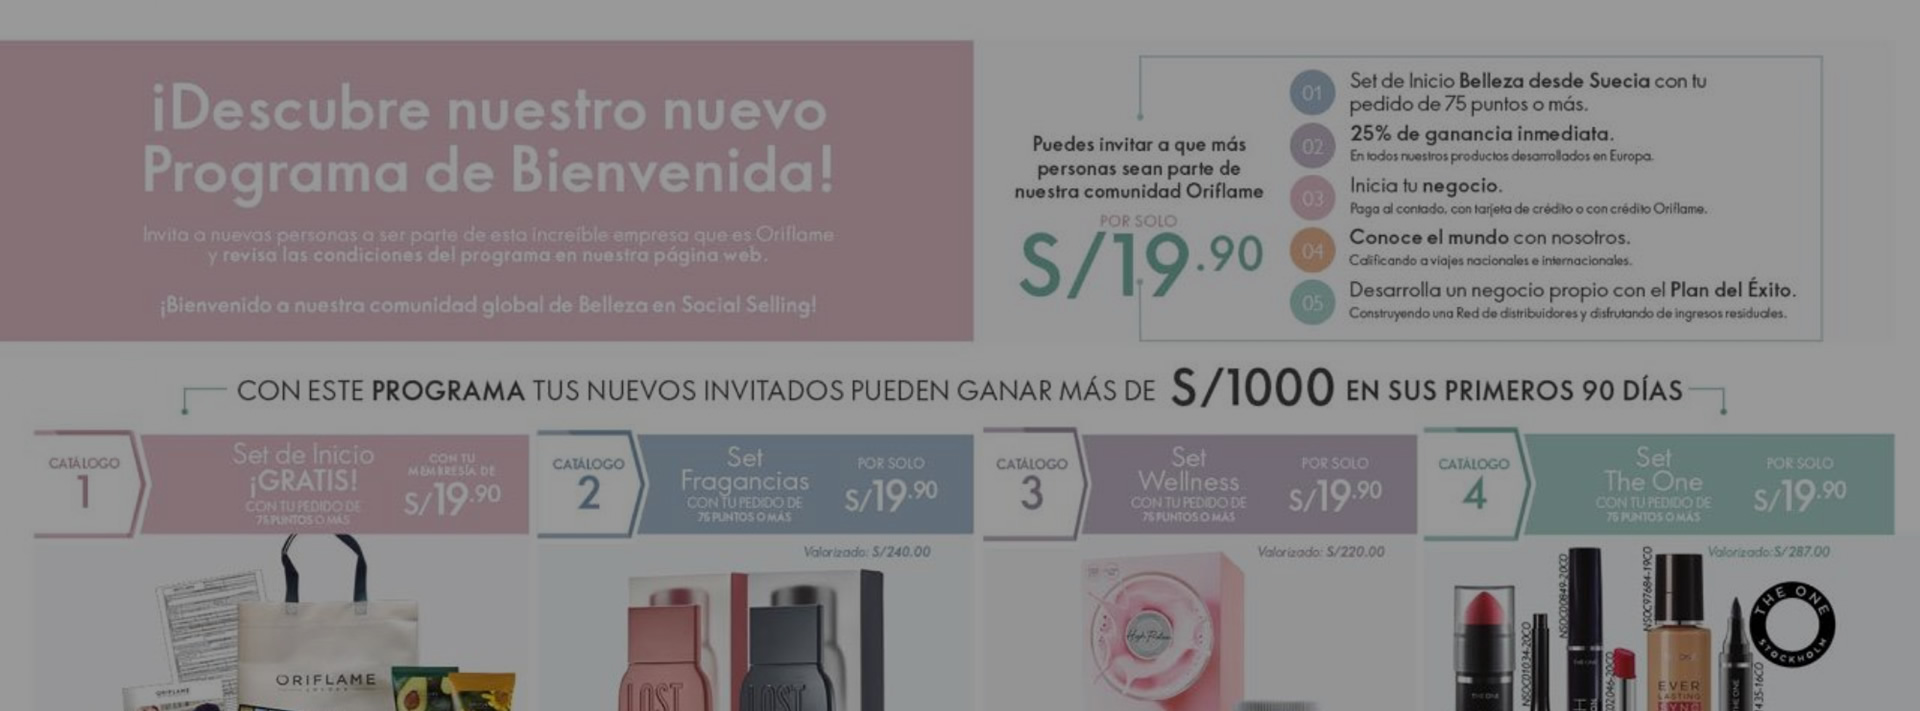 ¡Descubre nuestro nuevo
Programa de Bienvenida!
Invita a nuevas personas a ser parte de esta increíble empresa que es Oriflame
y revisa las condiciones del programa en nuestra página web.
¡Bienvenido a nuestra comunidad global de Belleza en Social Selling!
Puedes invitar a que más
personas sean parte de
nuestra comunidad Oriflame
POR SOLO
S/19.90
01
Set de Inicio Belleza desde Suecia con tu
pedido de 75 puntos o más.
02
25% de ganancia inmediata.
En todos nuestros productos desarrollados en Europa.
03
Inicia tu negocio.
Paga al contado, con tarjeta de crédito o con crédito Oriflame.
04
Conoce el mundo con nosotros.
Calificando a viajes nacionales e internacionales.
05
Desarrolla un negocio propio con el Plan del Éxito.
Construyendo una Red de distribuidores y disfrutando de ingresos residuales.
CON ESTE PROGRAMA TUS NUEVOS INVITADOS PUEDEN GANAR MÁS DE S/1000 EN SUS PRIMEROS 90 DÍAS
CATÁLOGO
1
Set de Inicio
¡GRATIS!
CON TU PEDIDO DE
75 PUNTOS O MÁS
CON TU
MEMBRESÍA DE
S/19.90
CATÁLOGO
2
Set
Fragancias
CON TU PEDIDO DE
75 PUNTOS O MÁS
POR SOLO
S/19.90
Valorizado: S/240.00
CATÁLOGO
3
Set
Wellness
CON TU PEDIDO DE
75 PUNTOS O MÁS
POR SOLO
S/19.90
Valorizado: S/220.00
CATÁLOGO
4
Set
The One
CON TU PEDIDO DE
75 PUNTOS O MÁS
POR SOLO
S/19.90
Valorizado: S/287.00
ORIFLAME
ORIFLAME
LOST
LOST
NSOC01034-20CO
NSOC00849-20CO
NSOC97684-19CO
THE ONE
EVER
LASTING
SYNC
THE ONE
THE ONE
STOCKHOLM